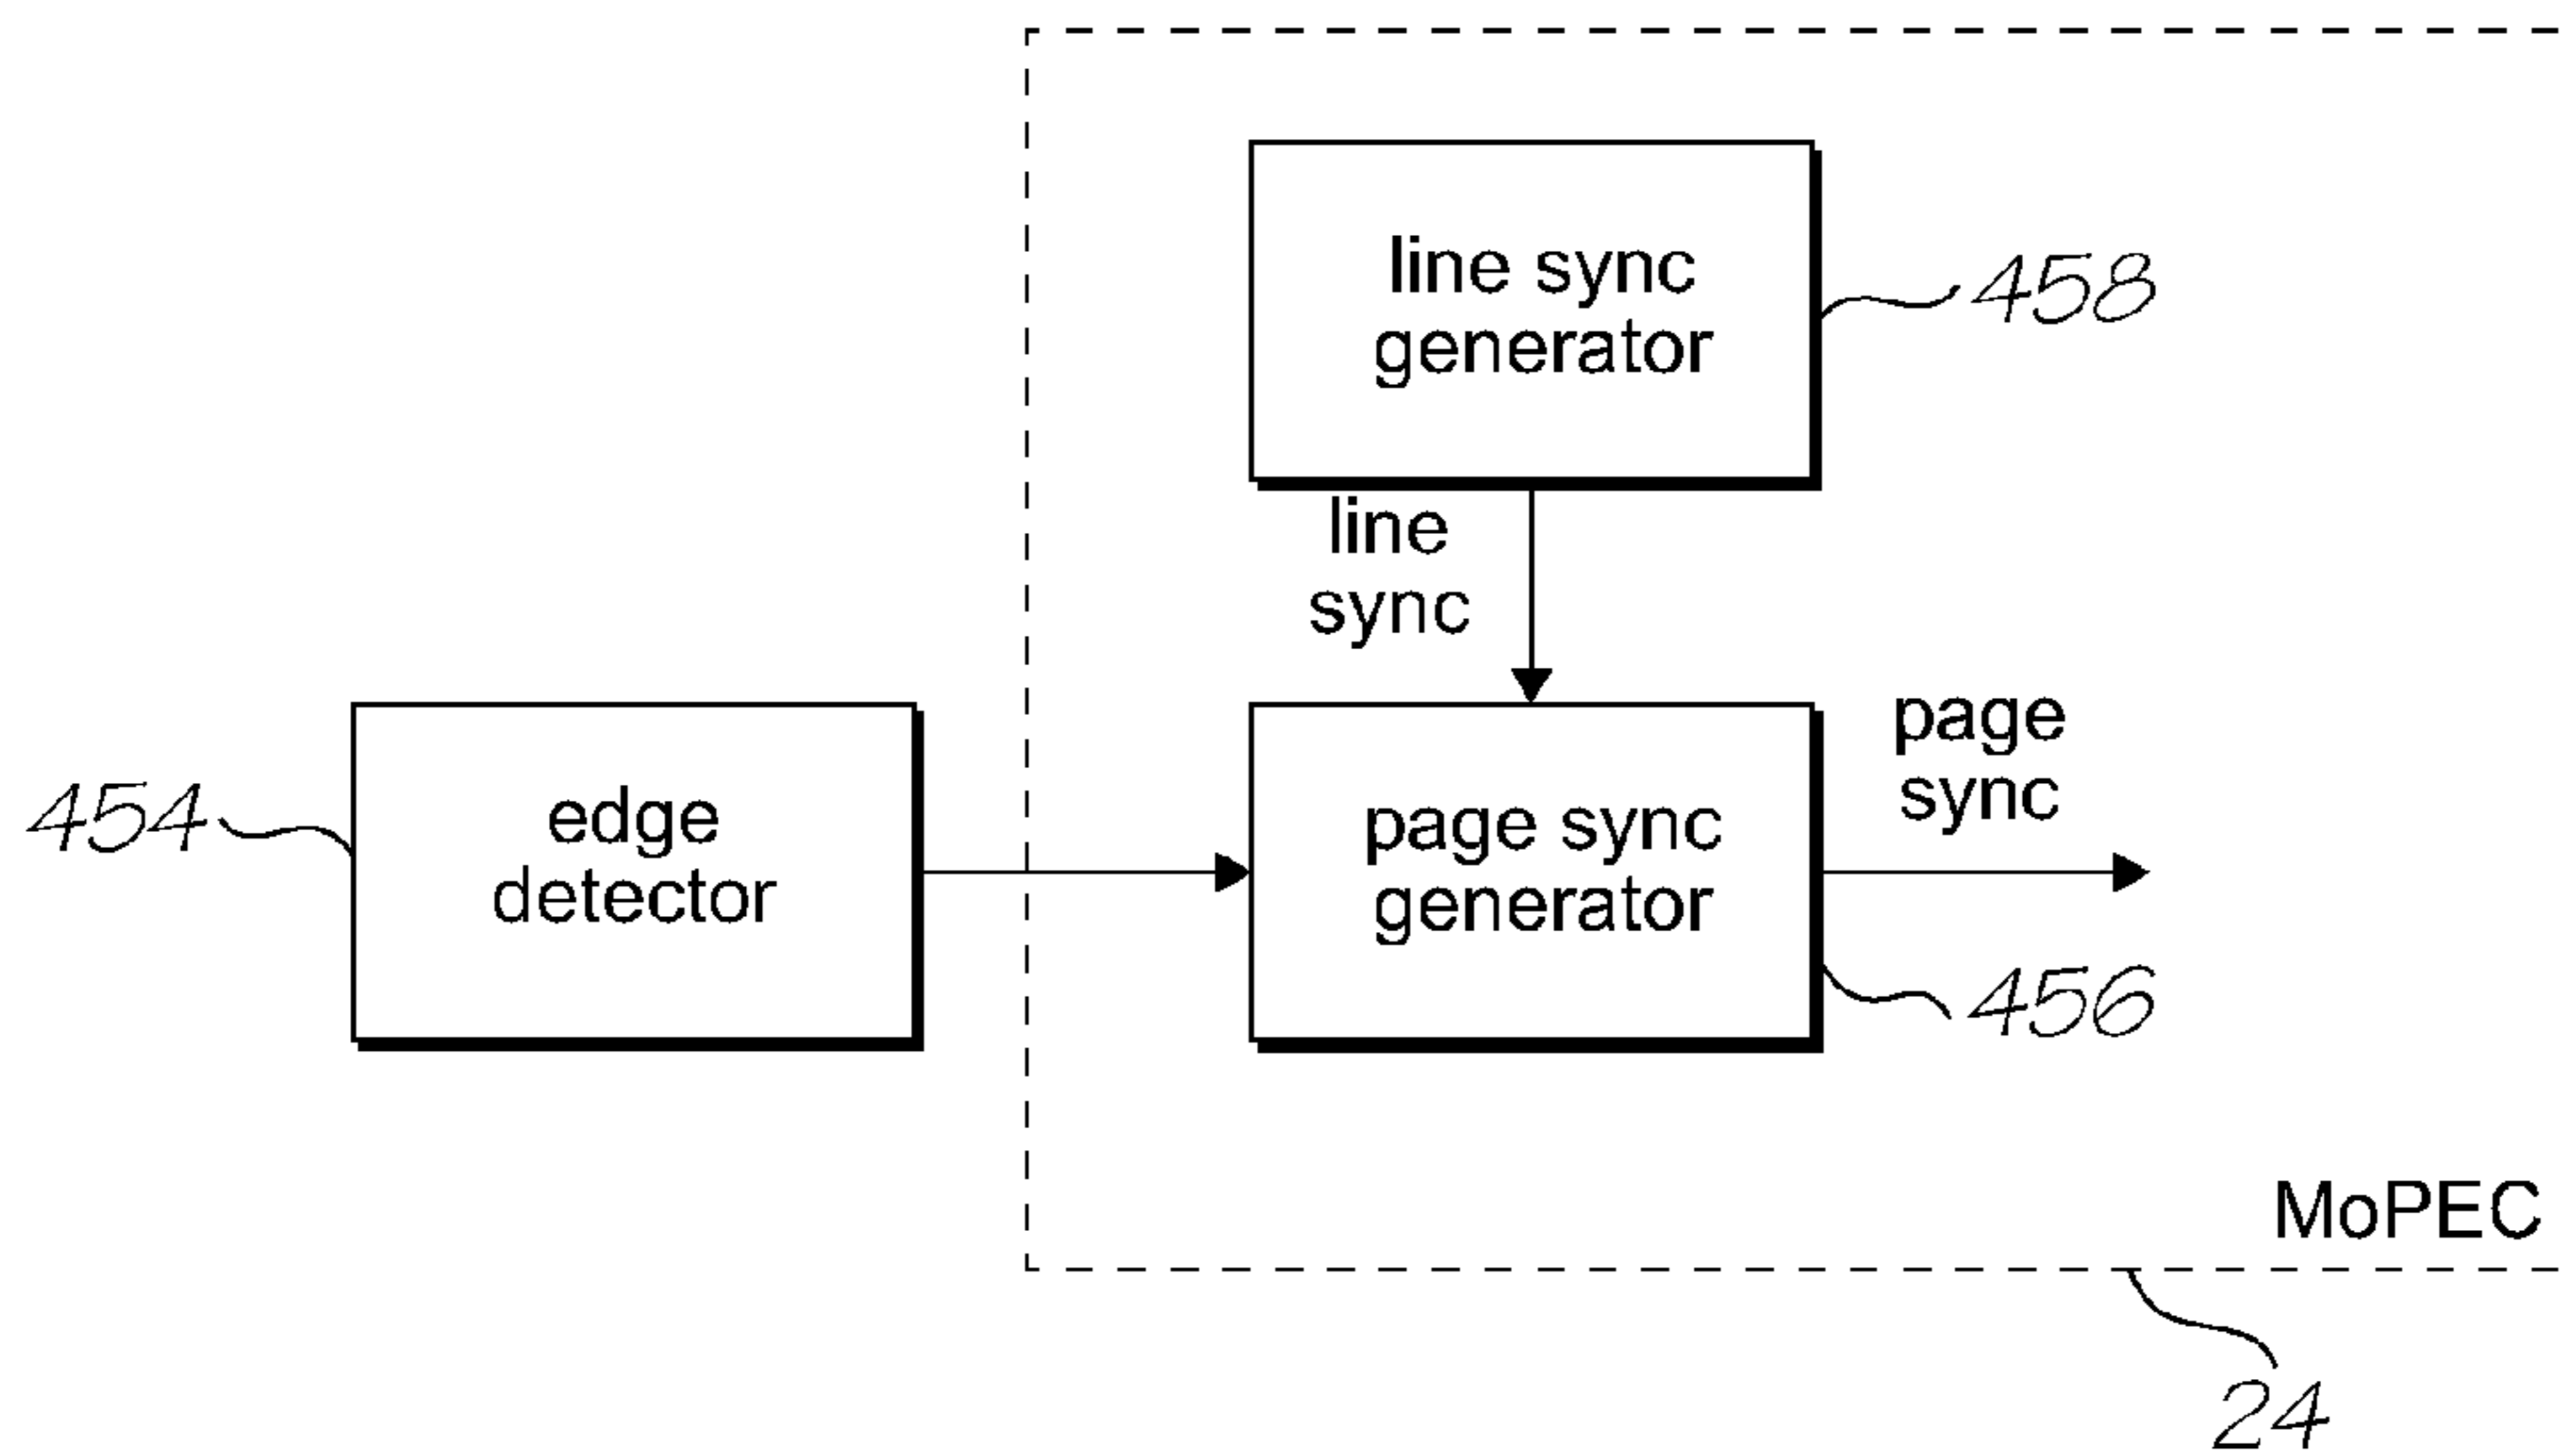 line sync
generator
458
line
sync
page
sync
edge
detector
454
page sync
generator
456
MoPEC
24